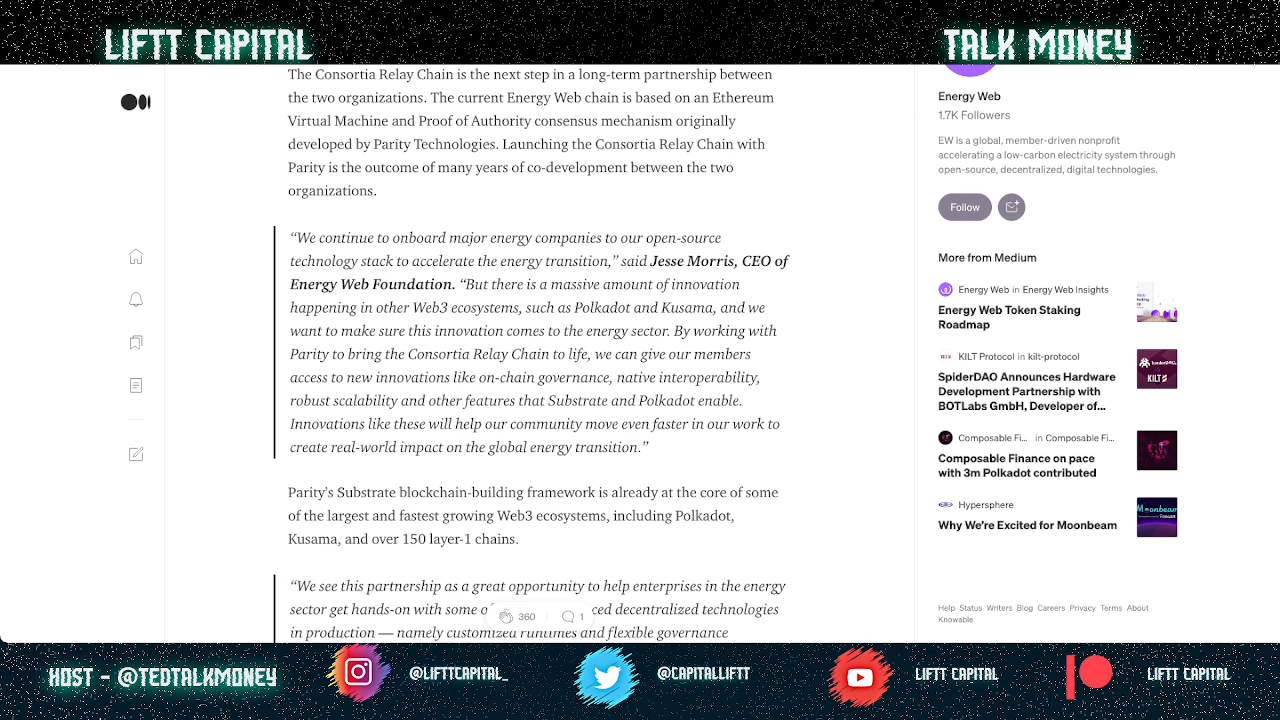 LIFTT CAPITAL
TALK MONEY
The Consortia Relay Chain is the next step in a long-term partnership between
the two organizations. The current Energy Web chain is based on an Ethereum
Virtual Machine and Proof of Authority consensus mechanism originally
developed by Parity Technologies. Launching the Consortia Relay Chain with
Parity is the outcome of many years of co-development between the two
organizations.
“We continue to onboard major energy companies to our open-source
technology stack to accelerate the energy transition,” said Jesse Morris, CEO of
Energy Web Foundation. “But there is a massive amount of innovation
happening in other Web3 ecosystems, such as Polkadot and Kusama, and we
want to make sure this innovation comes to the energy sector. By working with
Parity to bring the Consortia Relay Chain to life, we can give our members
access to new innovations like on-chain governance, native interoperability,
robust scalability and other features that Substrate and Polkadot enable.
Innovations like these will help our community move even faster in our work to
create real-world impact on the global energy transition.”
Parity’s Substrate blockchain-building framework is already at the core of some
of the largest and fastest growing Web3 ecosystems, including Polkadot,
Kusama, and over 150 layer-1 chains.
“We see this partnership as a great opportunity to help enterprises in the energy
sector get hands-on with some of ced decentralized technologies
in production — namely customized runtimes and flexible governance
360 1
Energy Web
1.7K Followers
EW is a global, member-driven nonprofit
accelerating a low-carbon electricity system through
open-source, decentralized, digital technologies.
Follow
More from Medium
Energy Web in Energy Web Insights
Energy Web Token Staking
Roadmap
KILT Protocol in kilt-protocol
SpiderDAO Announces Hardware
Development Partnership with
BOTLabs GmbH, Developer of...
Composable Fi... in Composable Fi...
Composable Finance on pace
with 3m Polkadot contributed
Hypersphere
Why We’re Excited for Moonbeam
Help Status Writers Blog Careers Privacy Terms About
Knowable
HOST - @TEDTALKMONEY
@LIFTTCAPITAL_
@CAPITALLIFTT
LIFT CAPITAL
LIFT CAPITAL